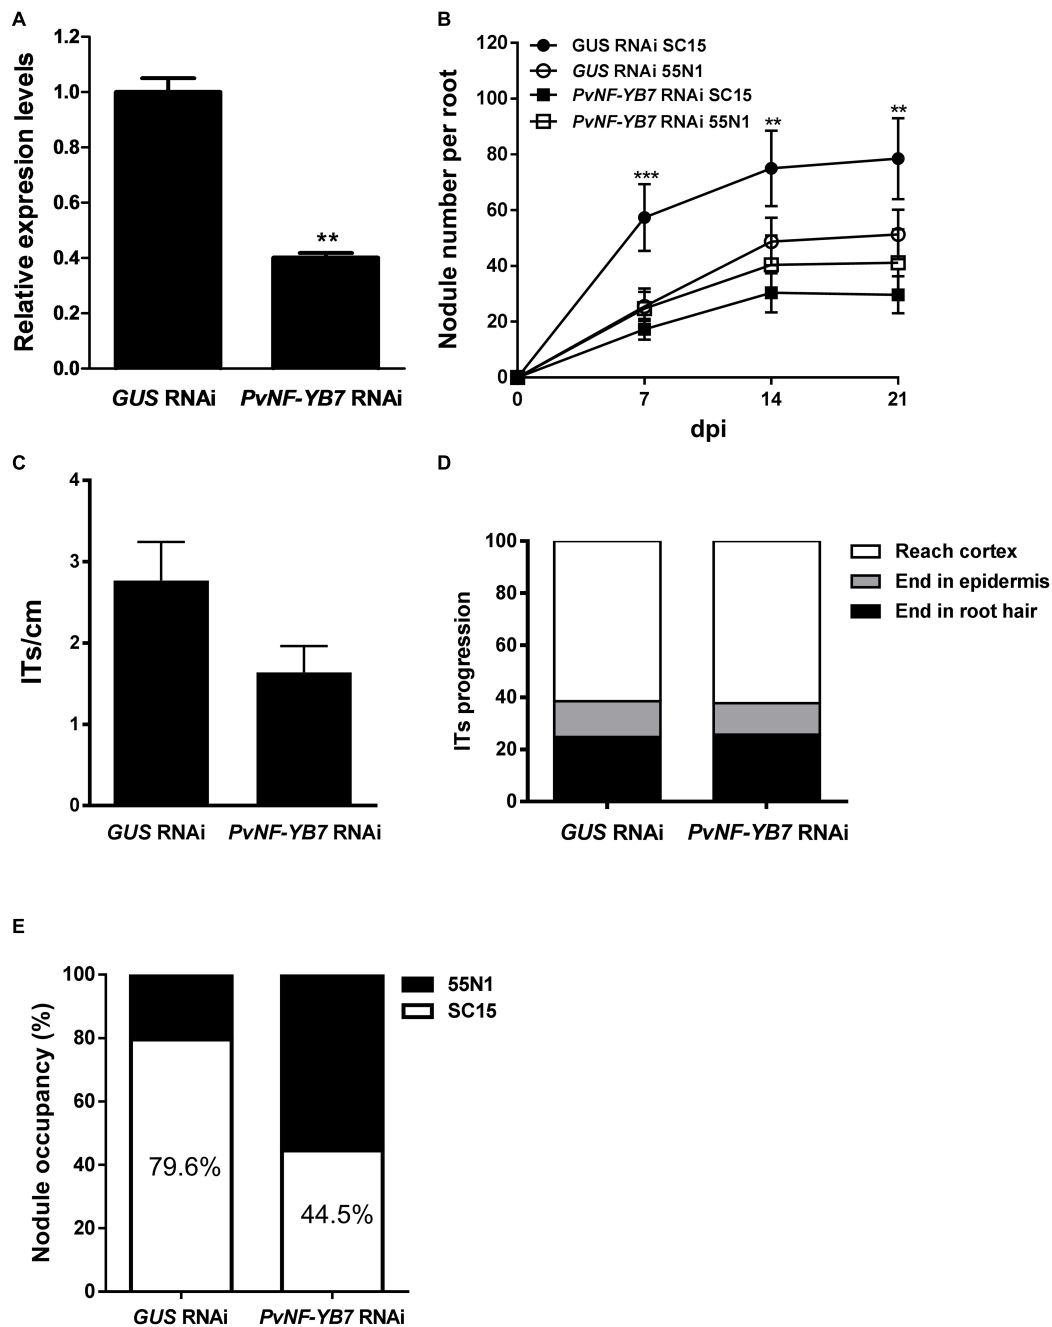 A
Relative expresion levels
1.2
1.0
0.8
0.6
0.4
0.2
0.0
**
GUS RNAi
PvNF-YB7 RNAi
B
Nodule number per root
120
100
80
60
40
20
0
GUS RNAi SC15
GUS RNAi 55N1
PvNF-YB7 RNAi SC15
PvNF-YB7 RNAi 55N1
***
**
**
0
7
14
21
dpi
C
ITs/cm
4
3
2
1
0
GUS RNAi
PvNF-YB7 RNAi
D
ITs progression
100
80
60
40
20
0
Reach cortex
End in epidermis
End in root hair
GUS RNAi
PvNF-YB7 RNAi
E
Nodule occupancy (%)
100
80
60
40
20
0
55N1
SC15
79.6%
44.5%
GUS RNAi
PvNF-YB7 RNAi